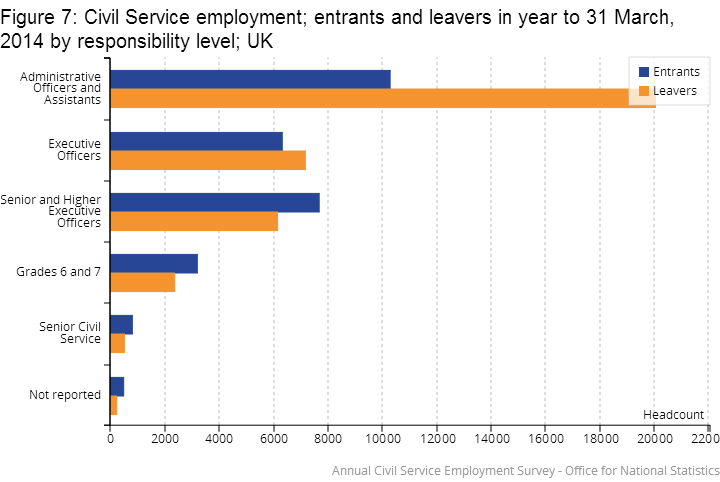 Figure 7: Civil Service employment; entrants and leavers in year to 31 March,
2014 by responsibility level; UK
Entrants
Leavers
Administrative
Officers and
Assistants
Executive
Officers
Senior and Higher
Executive
Officers
Grades 6 and 7
Senior Civil
Service
Not reported
Headcount
0 2000 4000 6000 8000 10000 12000 14000 16000 18000 20000 2200
Annual Civil Service Employment Survey - Office for National Statistics